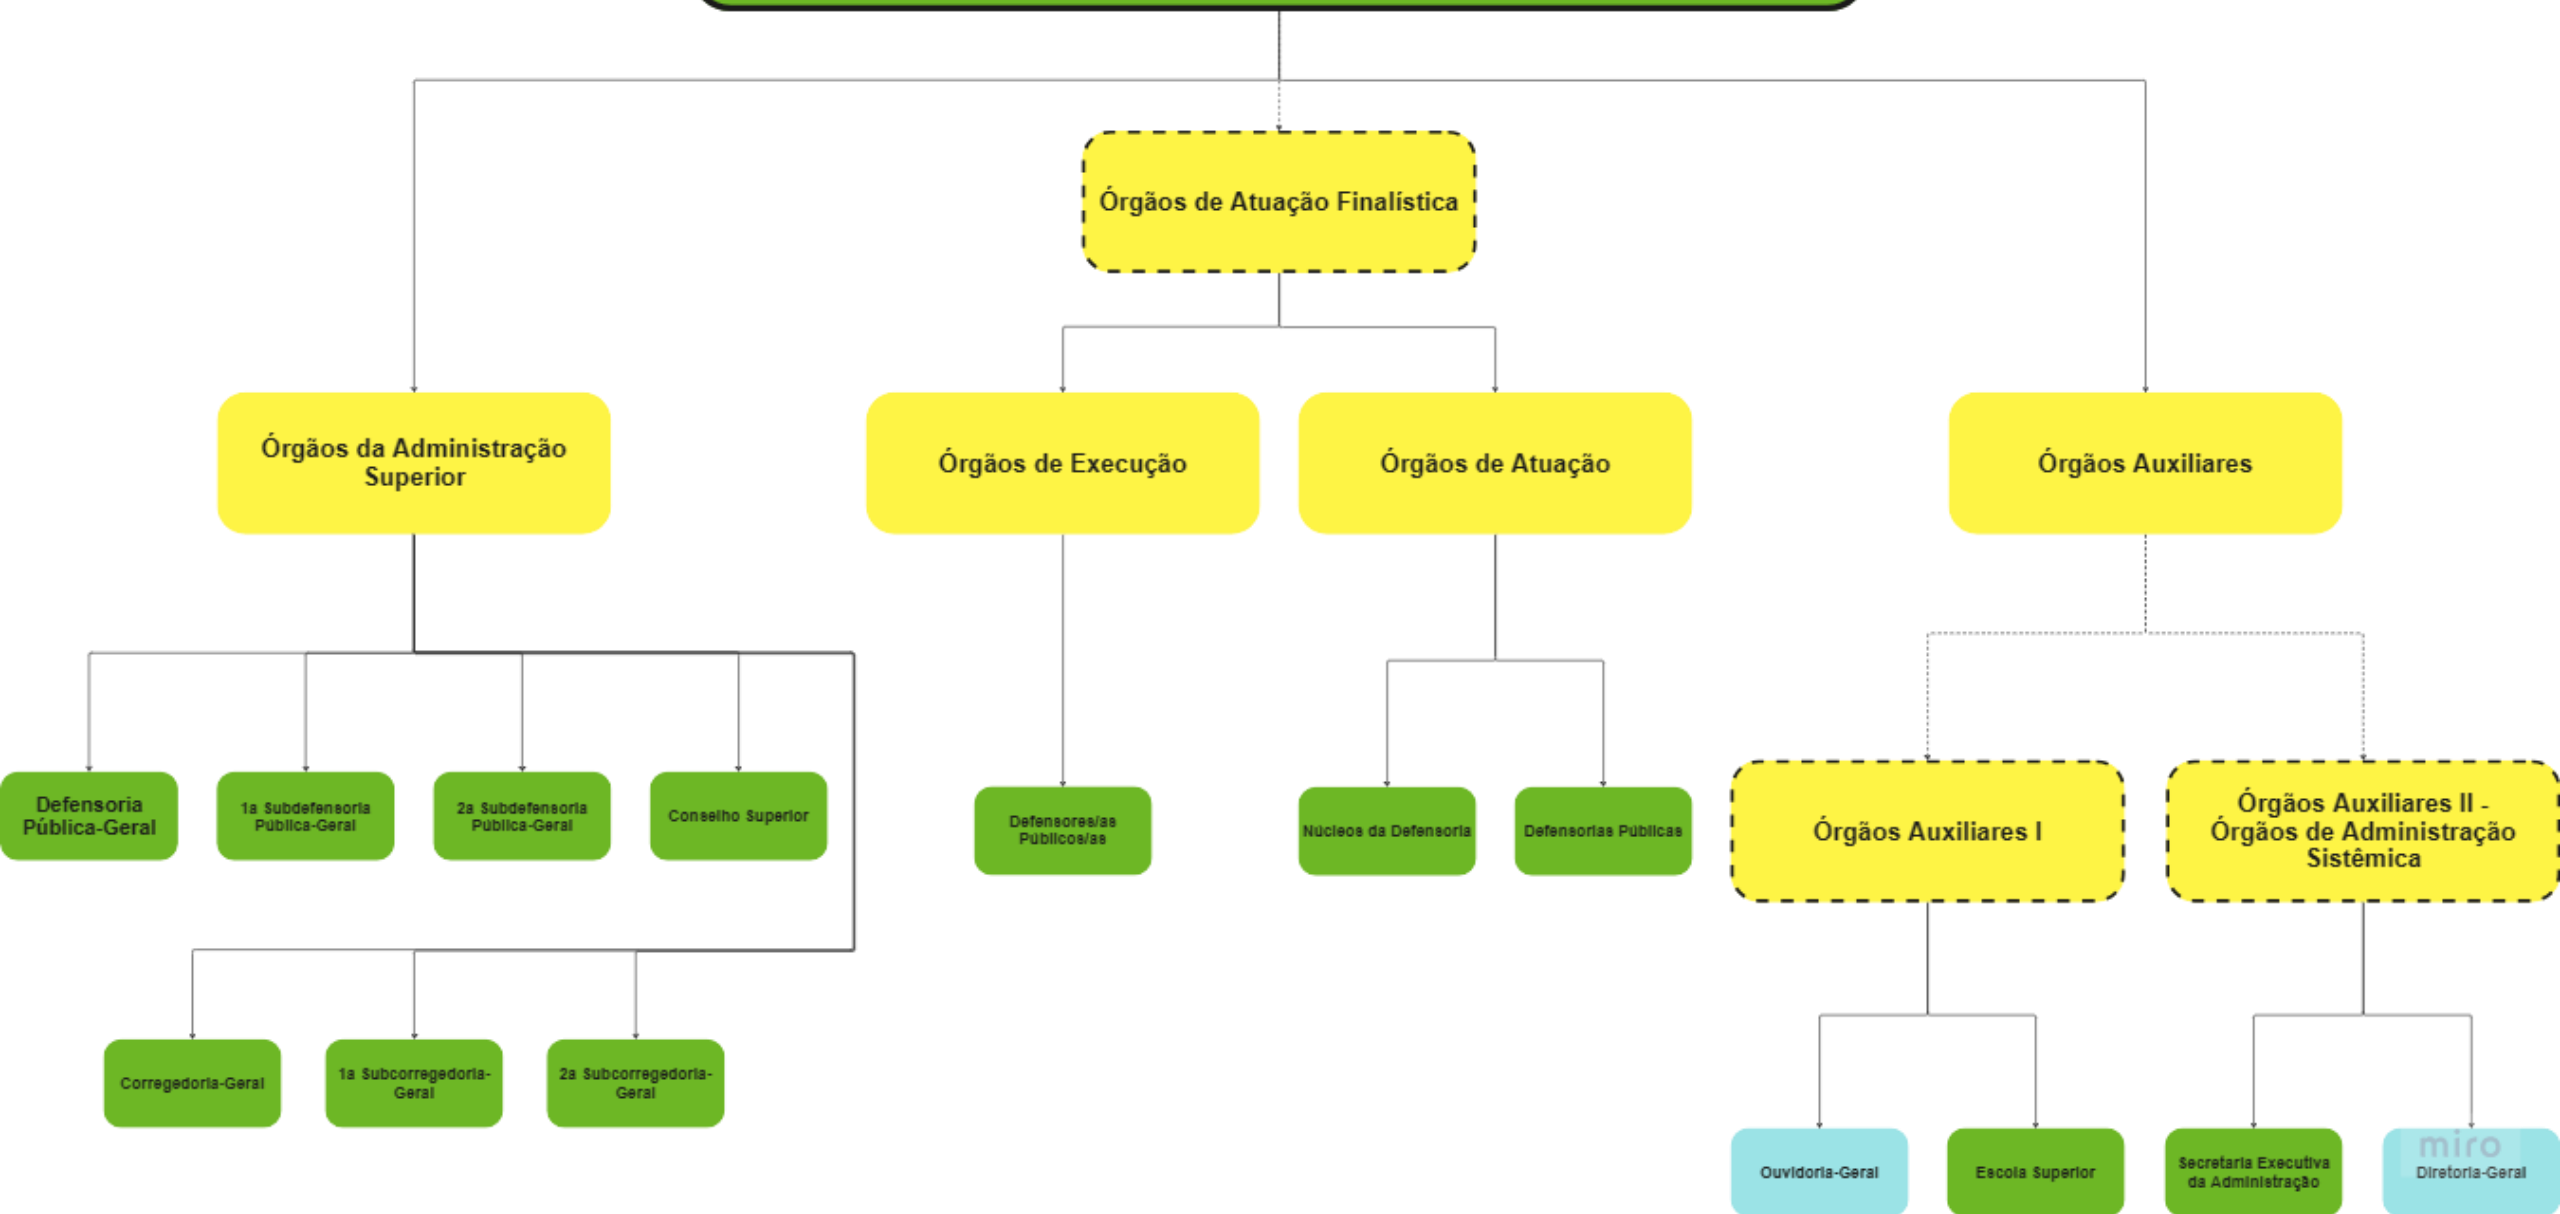 Órgãos de Atuação Finalística
Órgãos da Administração
Superior
Órgãos de Execução
Órgãos de Atuação
Órgãos Auxiliares
Defensoria
Pública-Geral
1a Subdefensoria
Pública-Geral
2a Subdefensoria
Pública-Geral
Conselho Superior
Defensores/as
Públicos/as
Núcleos da Defensoria
Defensorias Públicas
Órgãos Auxiliares I
Órgãos Auxiliares II -
Órgãos de Administração
Sistêmica
Corregedoria-Geral
1a Subcorregedoria-
Geral
2a Subcorregedoria-
Geral
Ouvidoria-Geral
Escola Superior
Secretaria Executiva
da Administração
miro
Diretoria-Geral